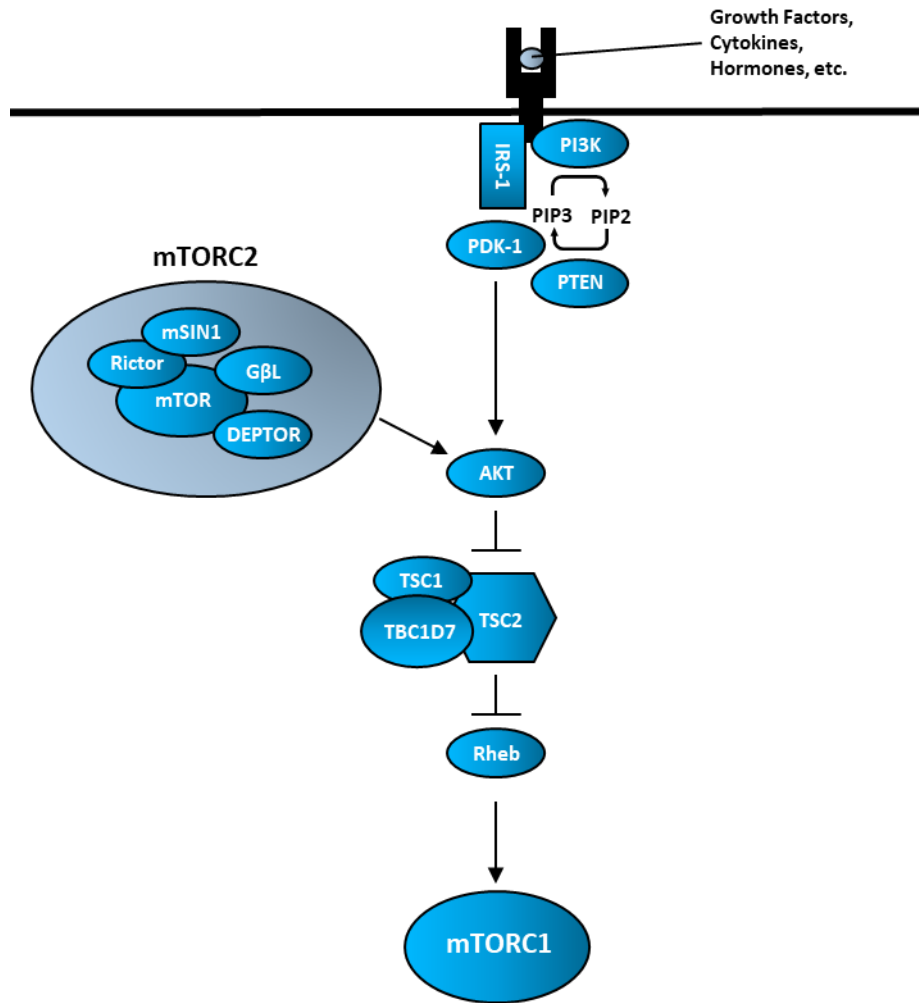 Growth Factors,
Cytokines,
Hormones, etc.
IRS-1
PI3K
PIP3
PIP2
PDK-1
PTEN
mTORC2
mSIN1
Rictor
GβL
mTOR
DEPTOR
AKT
TSC1
TSC2
TBC1D7
Rheb
mTORC1